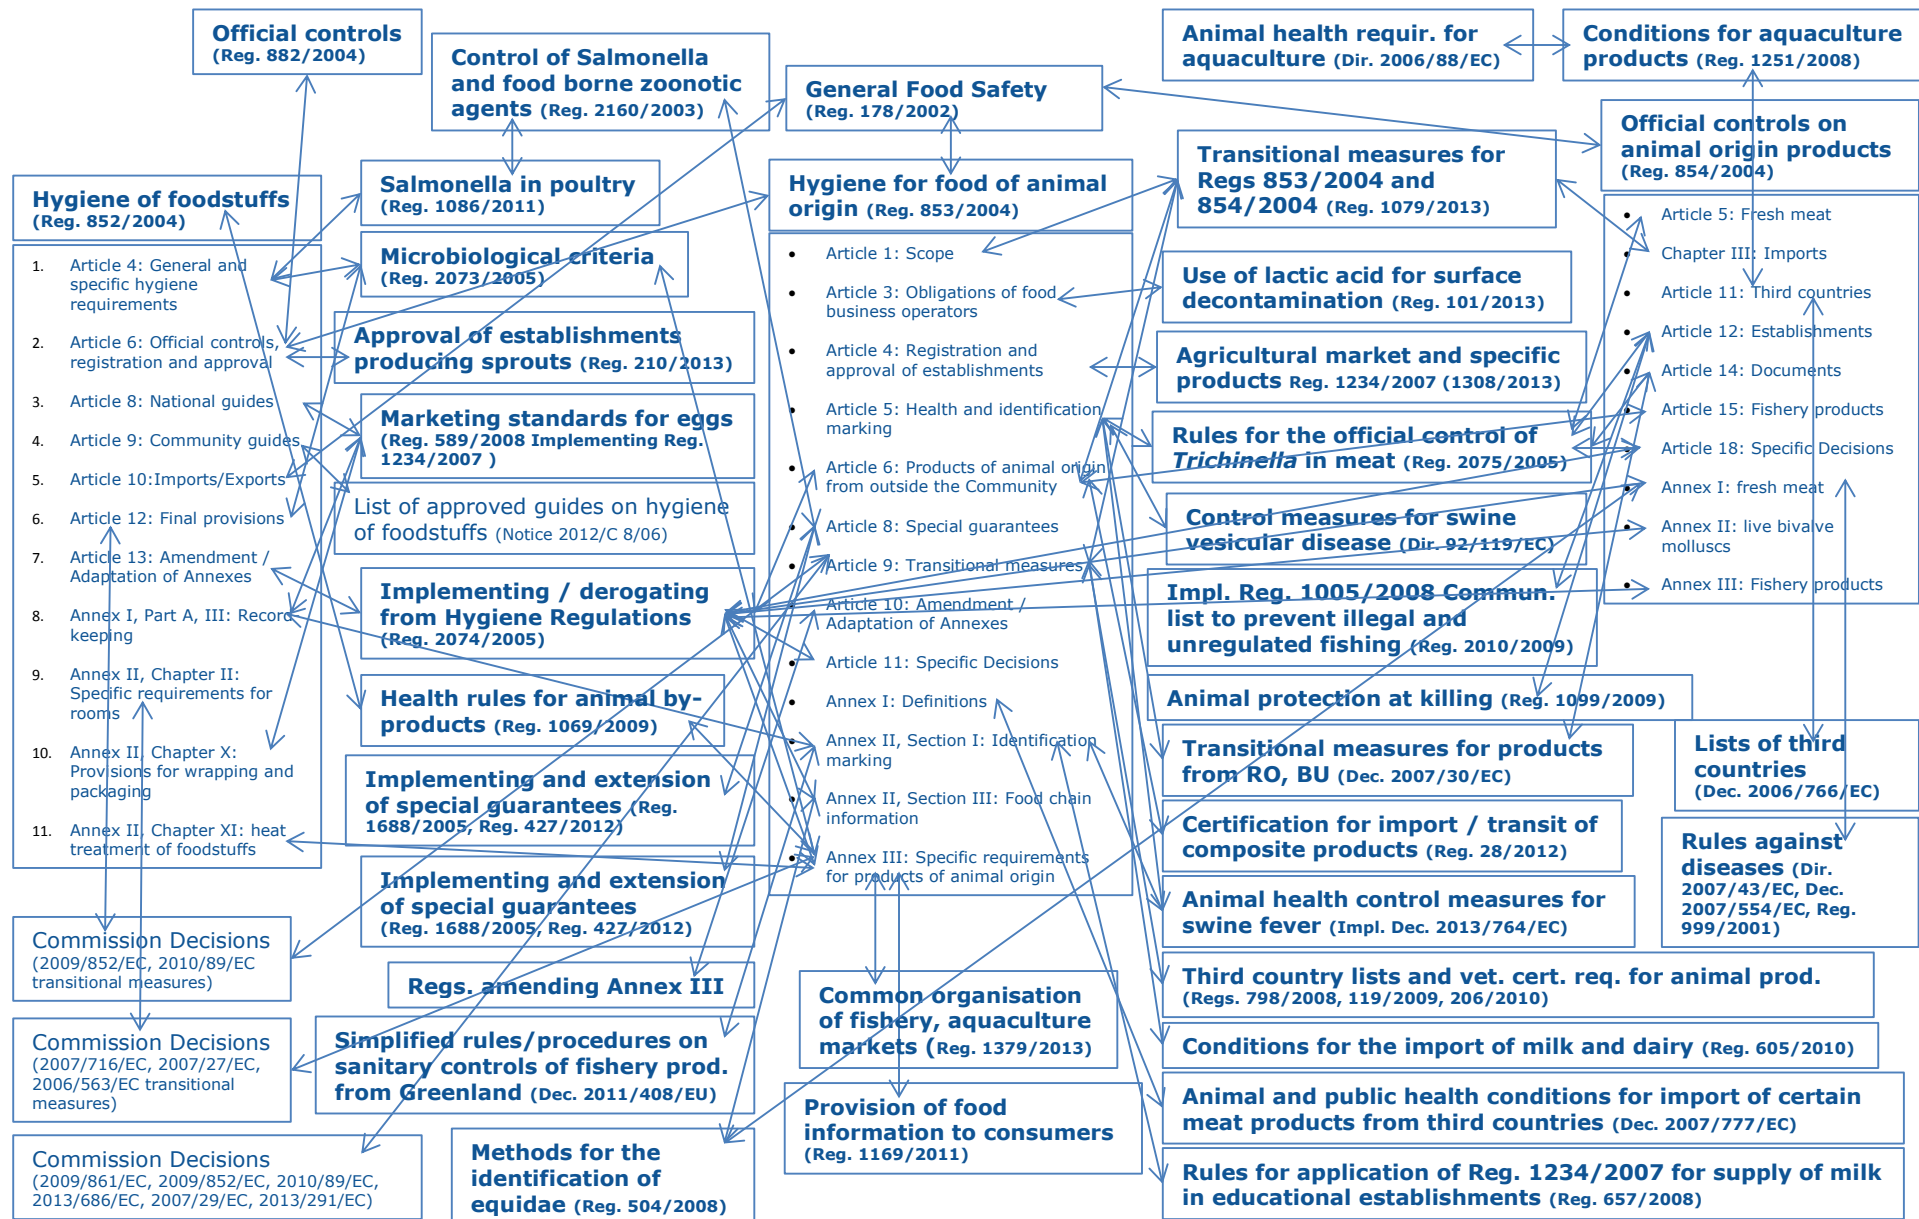 Official controls
(Reg. 882/2004)
Control of Salmonella
and food borne zoonotic
agents (Reg. 2160/2003)
General Food Safety
(Reg. 178/2002)
Animal health requir. for
aquaculture (Dir. 2006/88/EC)
Conditions for aquaculture
products (Reg. 1251/2008)
Official controls on
animal origin products
(Reg. 854/2004)
Hygiene of foodstuffs
(Reg. 852/2004)
1. Article 4: General and
specific hygiene
requirements
2. Article 6: Official controls,
registration and approval
3. Article 8: National guides
4. Article 9: Community guides
5. Article 10:Imports/Exports
6. Article 12: Final provisions
7. Article 13: Amendment /
Adaptation of Annexes
8. Annex I, Part A, III: Record
keeping
9. Annex II, Chapter II:
Specific requirements for
rooms
10. Annex II, Chapter X:
Provisions for wrapping and
packaging
11. Annex II, Chapter XI: heat
treatment of foodstuffs
Commission Decisions
(2009/852/EC, 2010/89/EC
transitional measures)
Commission Decisions
(2007/716/EC, 2007/27/EC,
2006/563/EC transitional
measures)
Commission Decisions
(2009/861/EC, 2009/852/EC, 2010/89/EC,
2013/686/EC, 2007/29/EC, 2013/291/EC)
Salmonella in poultry
(Reg. 1086/2011)
Microbiological criteria
(Reg. 2073/2005)
Approval of establishments
producing sprouts (Reg. 210/2013)
Marketing standards for eggs
(Reg. 589/2008 Implementing Reg.
1234/2007 )
List of approved guides on hygiene
of foodstuffs (Notice 2012/C 8/06)
Implementing / derogating
from Hygiene Regulations
(Reg. 2074/2005)
Health rules for animal by-
products (Reg. 1069/2009)
Implementing and extension
of special guarantees (Reg.
1688/2005, Reg. 427/2012)
Implementing and extension
of special guarantees
(Reg. 1688/2005, Reg. 427/2012)
Regs. amending Annex III
Simplified rules/procedures on
sanitary controls of fishery prod.
from Greenland (Dec. 2011/408/EU)
Methods for the
identification of
equidae (Reg. 504/2008)
Hygiene for food of animal
origin (Reg. 853/2004)
• Article 1: Scope
• Article 3: Obligations of food
business operators
• Article 4: Registration and
approval of establishments
• Article 5: Health and identification
marking
• Article 6: Products of animal origin
from outside the Community
• Article 8: Special guarantees
• Article 9: Transitional measures
• Article 10: Amendment /
Adaptation of Annexes
• Article 11: Specific Decisions
• Annex I: Definitions
• Annex II, Section I: Identification
marking
• Annex II, Section III: Food chain
information
• Annex III: Specific requirements
for products of animal origin
Common organisation
of fishery, aquaculture
markets (Reg. 1379/2013)
Provision of food
information to consumers
(Reg. 1169/2011)
Transitional measures for
Regs 853/2004 and
854/2004 (Reg. 1079/2013)
Use of lactic acid for surface
decontamination (Reg. 101/2013)
Agricultural market and specific
products Reg. 1234/2007 (1308/2013)
Rules for the official control of
Trichinella in meat (Reg. 2075/2005)
Control measures for swine
vesicular disease (Dir. 92/119/EC)
Impl. Reg. 1005/2008 Commun.
list to prevent illegal and
unregulated fishing (Reg. 2010/2009)
Animal protection at killing (Reg. 1099/2009)
Transitional measures for products
from RO, BU (Dec. 2007/30/EC)
Certification for import / transit of
composite products (Reg. 28/2012)
Animal health control measures for
swine fever (Impl. Dec. 2013/764/EC)
Third country lists and vet. cert. req. for animal prod.
(Regs. 798/2008, 119/2009, 206/2010)
Conditions for the import of milk and dairy (Reg. 605/2010)
Animal and public health conditions for import of certain
meat products from third countries (Dec. 2007/777/EC)
Rules for application of Reg. 1234/2007 for supply of milk
in educational establishments (Reg. 657/2008)
• Article 5: Fresh meat
• Chapter III: Imports
• Article 11: Third countries
• Article 12: Establishments
• Article 14: Documents
• Article 15: Fishery products
• Article 18: Specific Decisions
• Annex I: fresh meat
• Annex II: live bivalve
molluscs
• Annex III: Fishery products
Lists of third
countries
(Dec. 2006/766/EC)
Rules against
diseases (Dir.
2007/43/EC, Dec.
2007/554/EC, Reg.
999/2001)